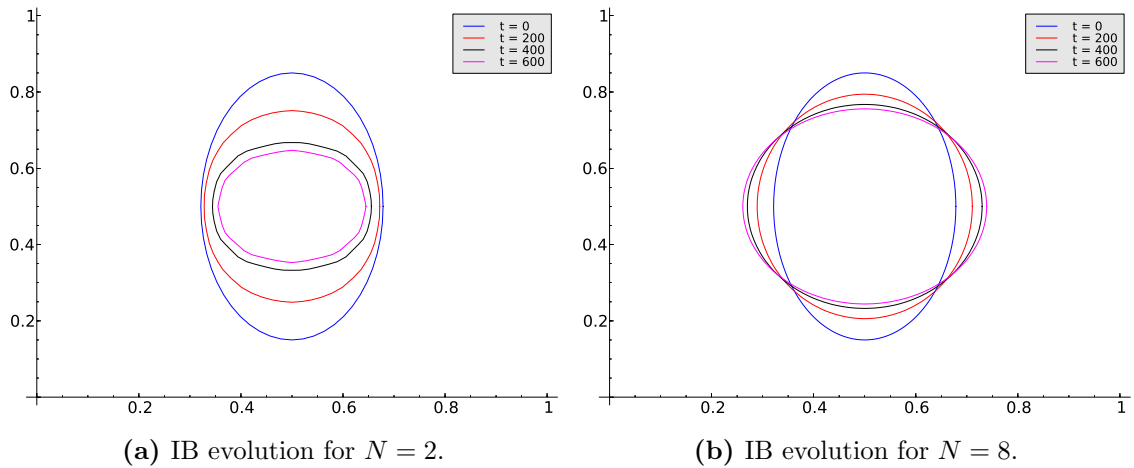 1
0.8
0.6
0.4
0.2
0.2
0.4
0.6
0.8
1
t = 0
t = 200
t = 400
t = 600
(a) IB evolution for N = 2.
1
0.8
0.6
0.4
0.2
0.2
0.4
0.6
0.8
1
t = 0
t = 200
t = 400
t = 600
(b) IB evolution for N = 8.